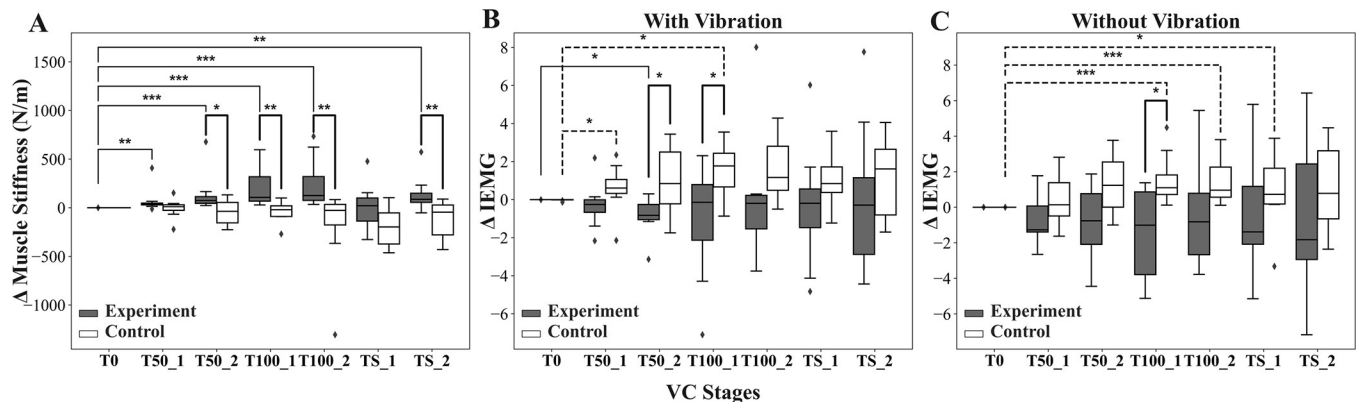 A
B
With Vibration
C
Without Vibration
Δ Muscle Stiffness (N/m)
1500
1000
500
0
−500
−1000
**
***
***
***
**
*
**
**
**
Experiment
Control
T0 T50_1 T50_2 T100_1 T100_2 TS_1 TS_2
Δ IEMG
8
6
4
2
0
−2
−4
−6
*
*
*
*
*
Experiment
Control
T0 T50_1 T50_2 T100_1 T100_2 TS_1 TS_2
Δ IEMG
8
6
4
2
0
−2
−4
−6
*
***
***
*
Experiment
Control
T0 T50_1 T50_2 T100_1 T100_2 TS_1 TS_2
VC Stages